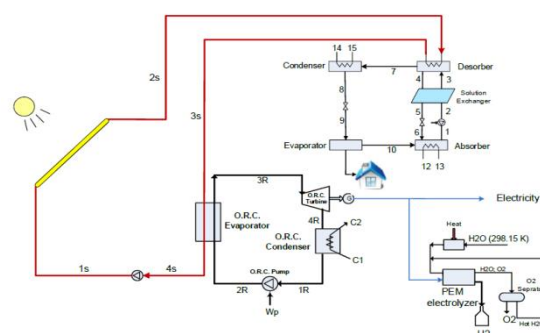 14 15
Condenser
Desorber
2s
7
4
3
3s
8
Solution
Exchanger
5
2
9
6
1
Evaporator
10
Absorber
12 13
3R
O.R.C.
Turbine
Electricity
O.R.C.
Evaporator
4R
C2
O.R.C.
Condenser
Heat
H2O (298.15 K)
C1
1s
4s
O.R.C. Pump
H2O, O2
O2
2R
1R
PEM
electrolyzer
Wp
O2
Hot H2